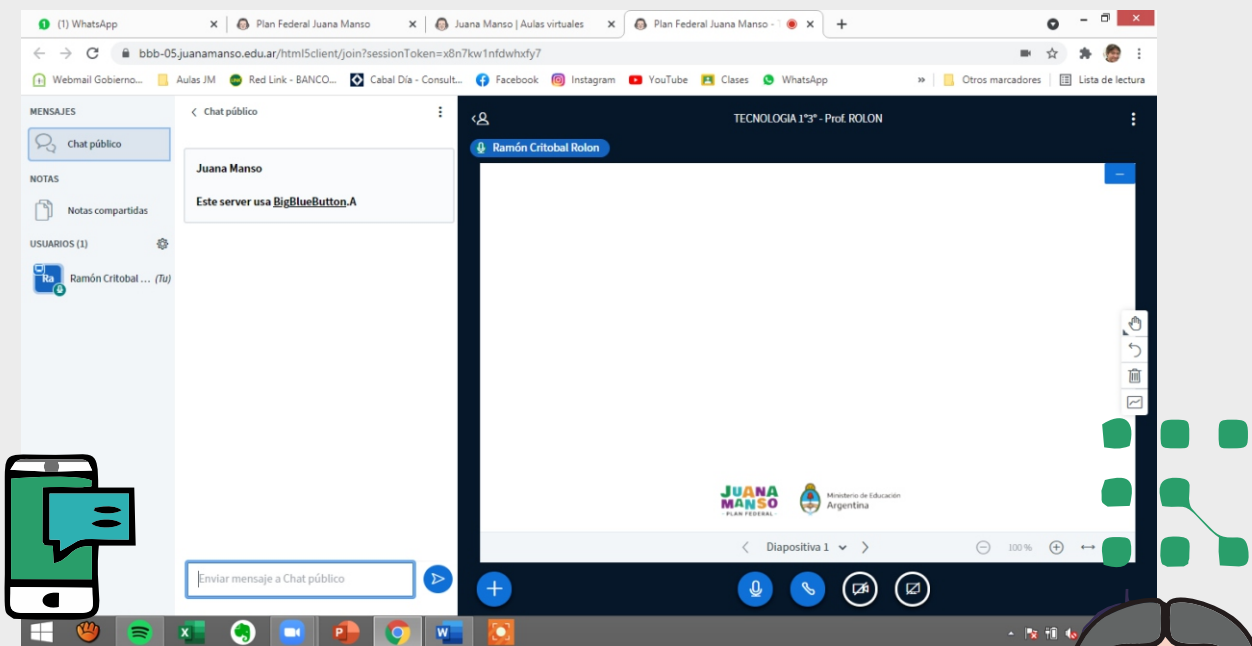 (1) WhatsApp
Plan Federal Juana Manso
Juana Manso | Aulas virtuales
Plan Federal Juana Manso -
bbb-05.juanamanso.edu.ar/html5client/join?sessionToken=x8n7kw1nfdwhxfy7
Webmail Gobierno... Aulas JM Red Link - BANCO... Cabal Día - Consult... Facebook Instagram YouTube Clases WhatsApp » Otros marcadores Lista de lectura
MENSAJES
Chat público
NOTAS
Notas compartidas
USUARIOS (1)
Ra
Ramón Critobal ... (Tu)
Chat público
Juana Manso
Este server usa BigBlueButton.A
Enviar mensaje a Chat público
TECNOLOGIA 1°3° - Prof. ROLON
Ramón Critobal Rolon
JUANA
MANSO
- PLAN FEDERAL -
Ministerio de Educación
Argentina
Diapositiva 1
100 %